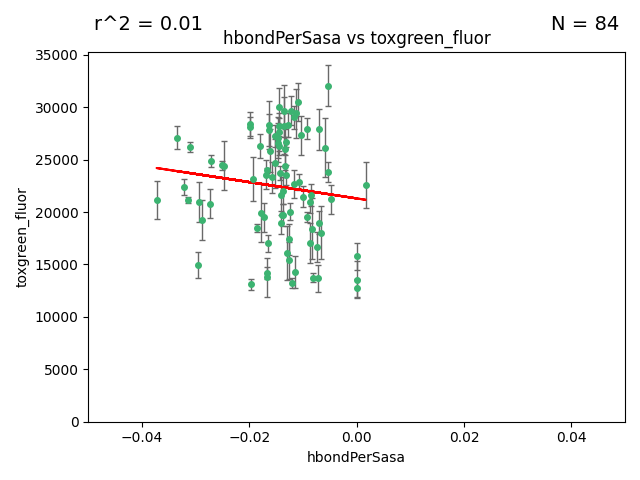 r^2 = 0.01
N = 84
hbondPerSasa vs toxgreen_fluor
35000
30000
25000
20000
15000
10000
5000
0
toxgreen_fluor
−0.04
−0.02
0.00
0.02
0.04
hbondPerSasa